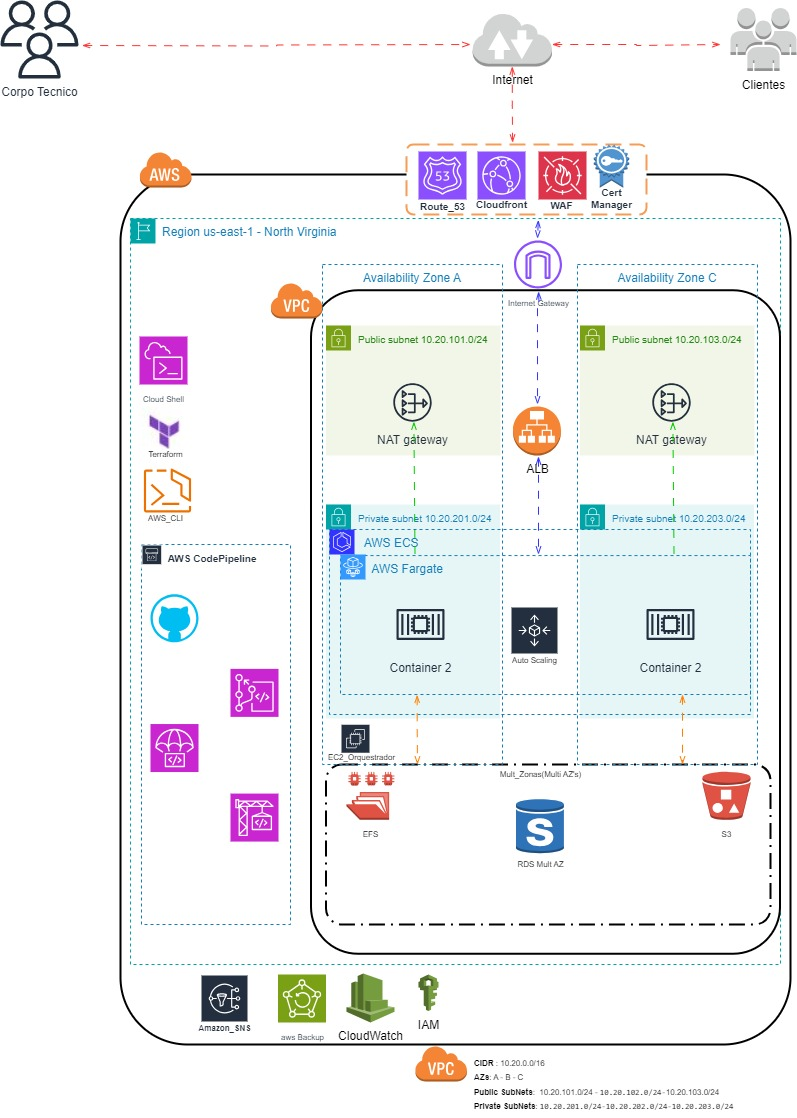 Corpo Tecnico
Internet
Clientes
AWS
53
Route_53
Cloudfront
WAF
Cert
Manager
Region us-east-1 - North Virginia
Availability Zone A
Availability Zone C
VPC
Internet Gateway
Public subnet 10.20.101.0/24
Public subnet 10.20.103.0/24
Cloud Shell
NAT gateway
NAT gateway
Terraform
ALB
AWS_CLI
Private subnet 10.20.201.0/24
Private subnet 10.20.203.0/24
AWS ECS
AWS CodePipeline
AWS Fargate
Auto Scaling
Container 2
Container 2
EC2_Orquestrador
Mult_Zonas(Multi AZ's)
EFS
S
RDS Mult AZ
S3
Amazon_SNS
aws Backup
CloudWatch
IAM
VPC
CIDR : 10.20.0.0/16
AZs: A - B - C
Public SubNets: 10.20.101.0/24 - 10.20.102.0/24 -10.20.103.0/24
Private SubNets: 10.20.201.0/24-10.20.202.0/24-10.20.203.0/24